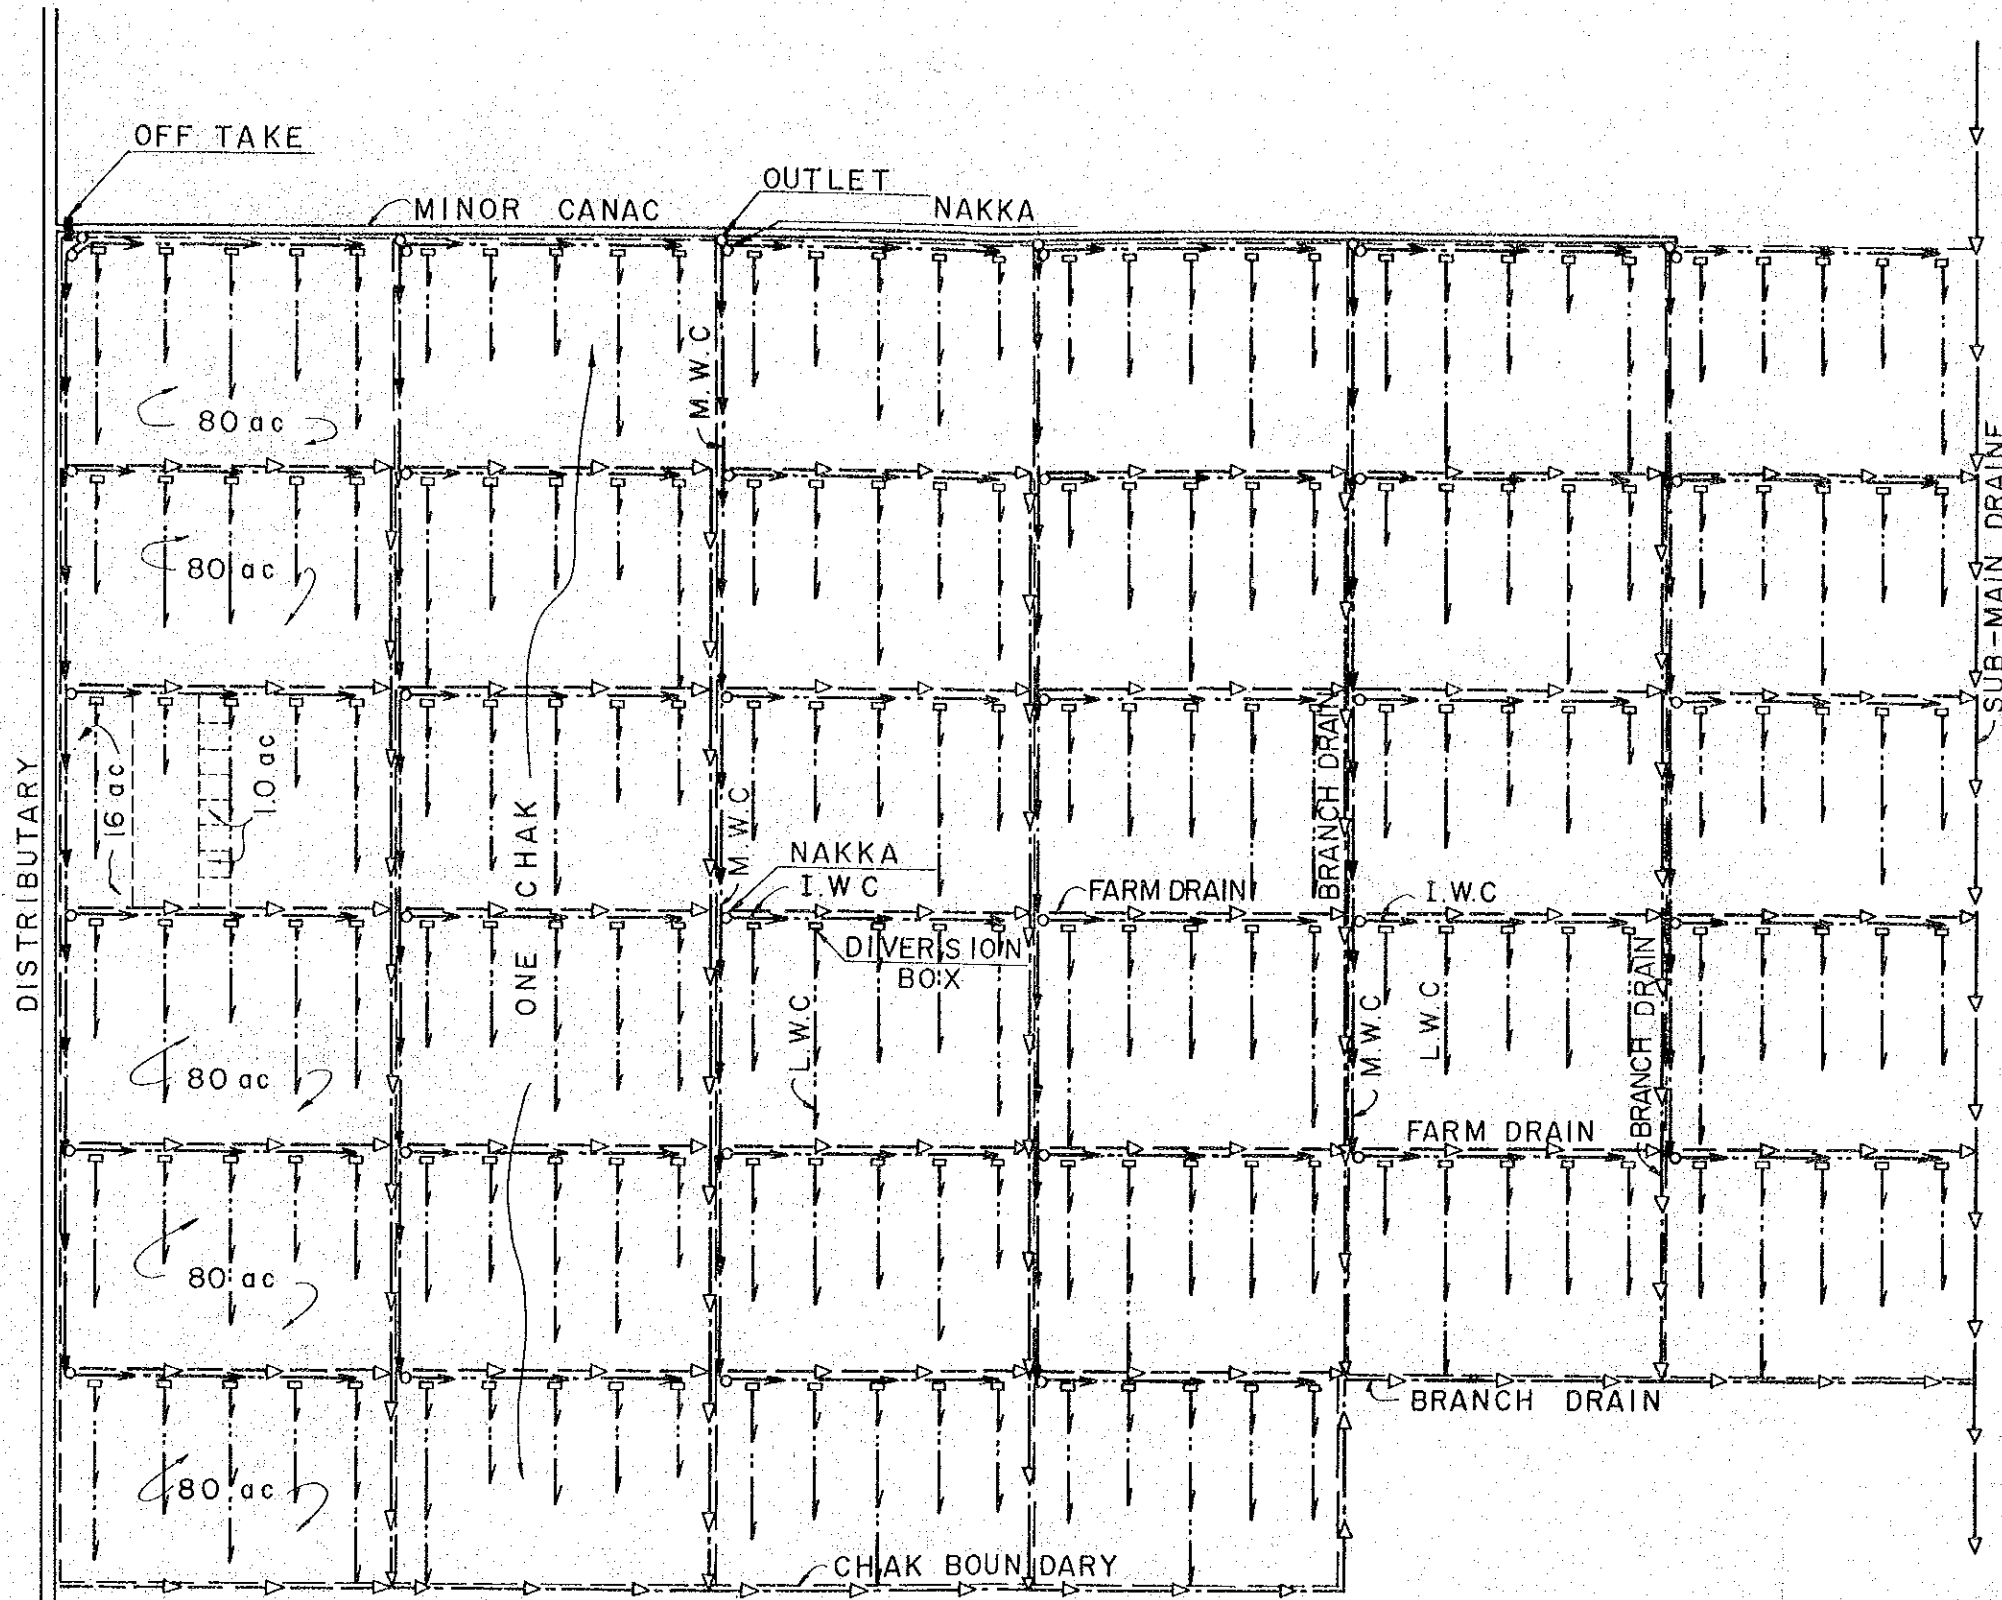 OFF TAKE
OUTLET
MINOR CANAC
NAKKA
M.W.C
80 ac
SUB-MAIN DRAINE
80 ac
BRANCH DRAIN
DISTRIBUTARY
16 ac
1.0 ac
ONE CHAK
M.W.C
NAKKA
I.W.C
FARM DRAIN
I.W.C
DIVERSION
BOX
BRANCH DRAIN
L.W.C
M.W.C
L.W.C
80 ac
FARM DRAIN
80 ac
BRANCH DRAIN
80 ac
CHAK BOUNDARY